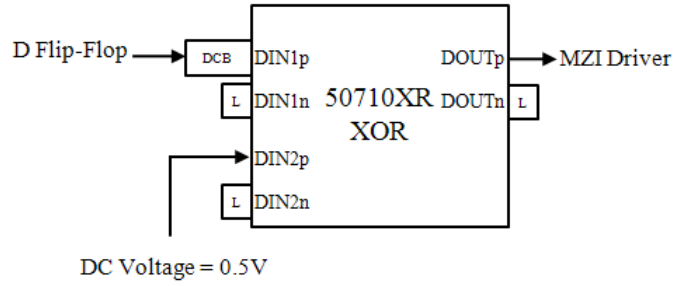 D Flip-Flop
DCB
DIN1p
DOUTp
MZI Driver
L
DIN1n
50710XR
DOUTn
L
XOR
DIN2p
L
DIN2n
DC Voltage = 0.5V